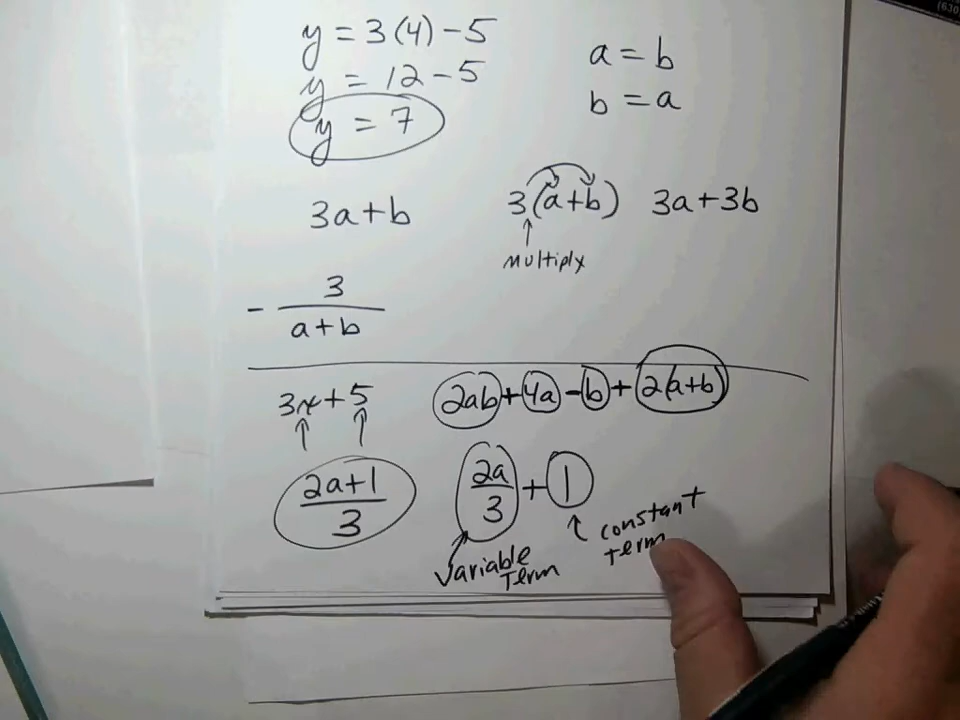 y = 3(4) - 5
y = 12 - 5
y = 7
a = b
b = a
3a + b
3(a+b) 3a + 3b
multiply
- 3
a + b
3x + 5
2ab + 4a - b + 2(a+b)
2a + 1
3
2a
3
+ 1
variable
Term
constant
Term